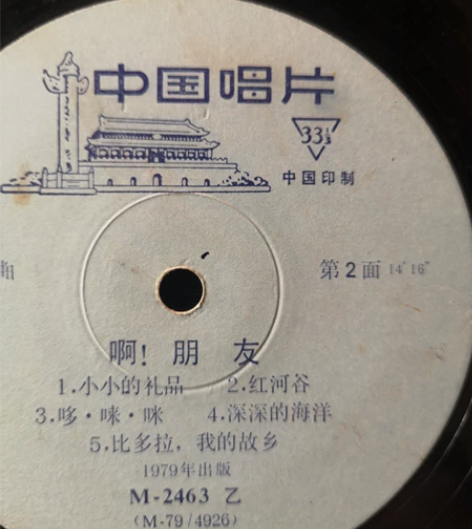 中国唱片
33⅓
中国印制
第2面 14′16″
啊！朋友
1.小小的礼品 2.红河谷
3.哆·咪·咪 4.深深的海洋
5.比多拉，我的故乡
1979年出版
M-2463 乙
(M-79/4926)